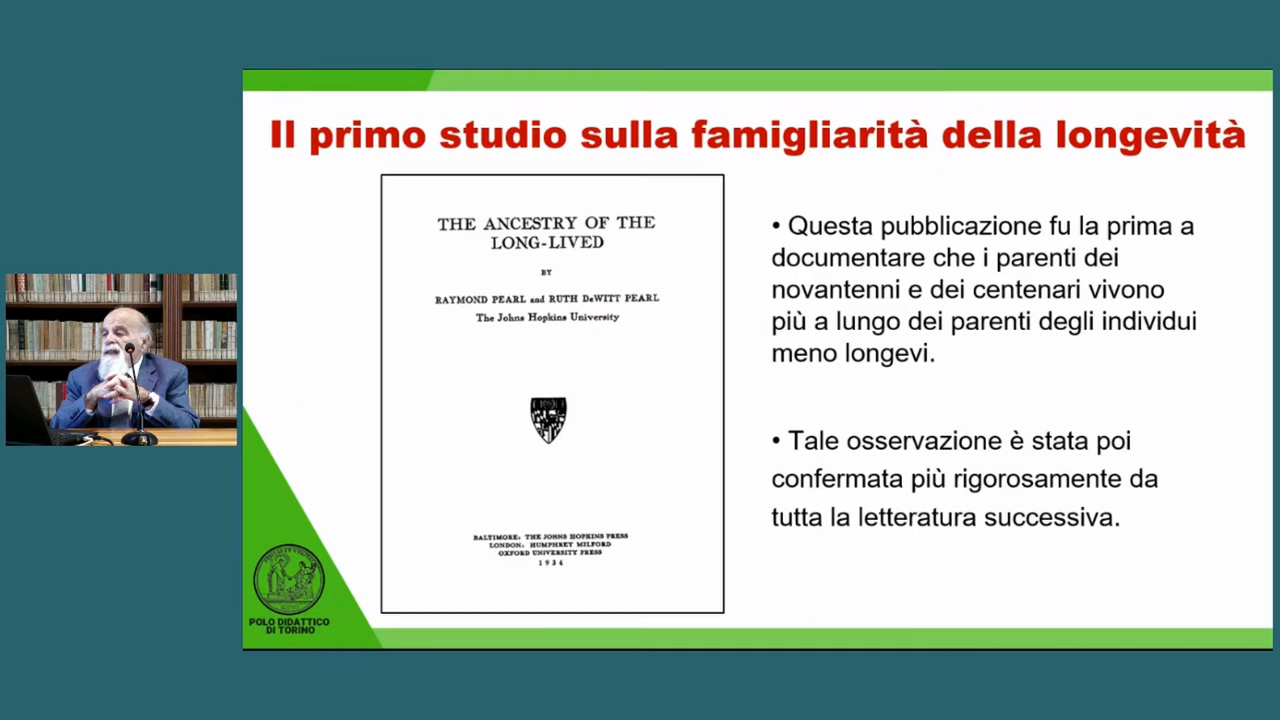 Il primo studio sulla famigliarità della longevità
THE ANCESTRY OF THE
LONG-LIVED
BY
RAYMOND PEARL and RUTH DeWITT PEARL
The Johns Hopkins University
BALTIMORE: THE JOHNS HOPKINS PRESS
LONDON: HUMPHREY MILFORD
OXFORD UNIVERSITY PRESS
1934
• Questa pubblicazione fu la prima a
documentare che i parenti dei
novantenni e dei centenari vivono
più a lungo dei parenti degli individui
meno longevi.
• Tale osservazione è stata poi
confermata più rigorosamente da
tutta la letteratura successiva.
POLO DIDATTICO
DI TORINO